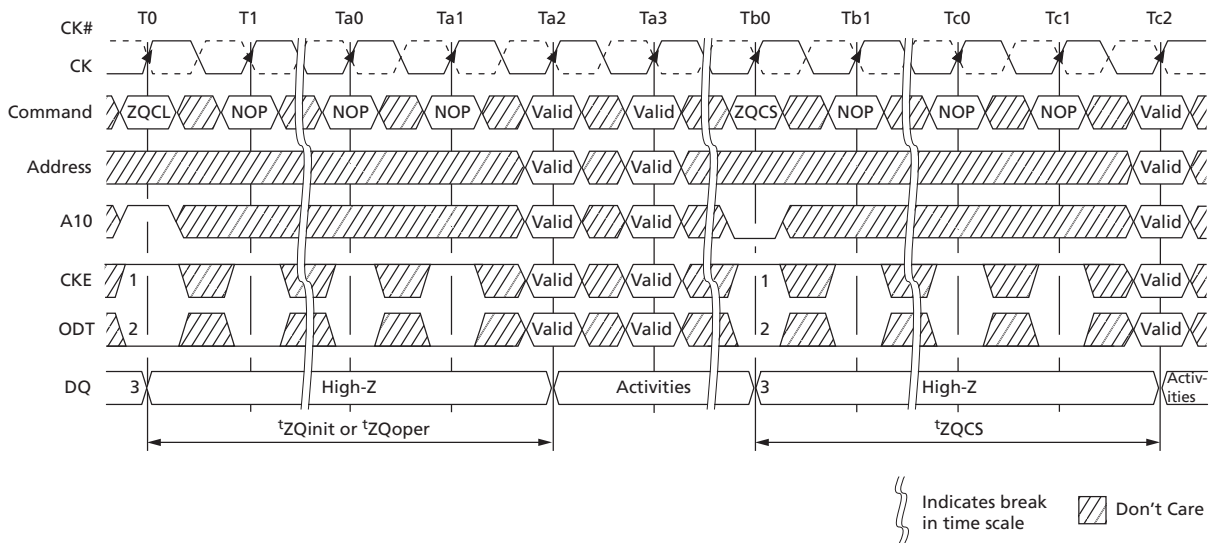 T0 T1 Ta0 Ta1 Ta2 Ta3 Tb0 Tb1 Tc0 Tc1 Tc2
CK#
CK
Command ZQCL NOP NOP NOP Valid Valid ZQCS NOP NOP NOP Valid
Address Valid Valid Valid
A10 Valid Valid Valid
CKE 1 Valid Valid 1 Valid
ODT 2 Valid Valid 2 Valid
DQ 3 High-Z Activities 3 High-Z Activ-
ities
tZQinit or tZQoper tZQCS
Indicates break
in time scale
Don't Care